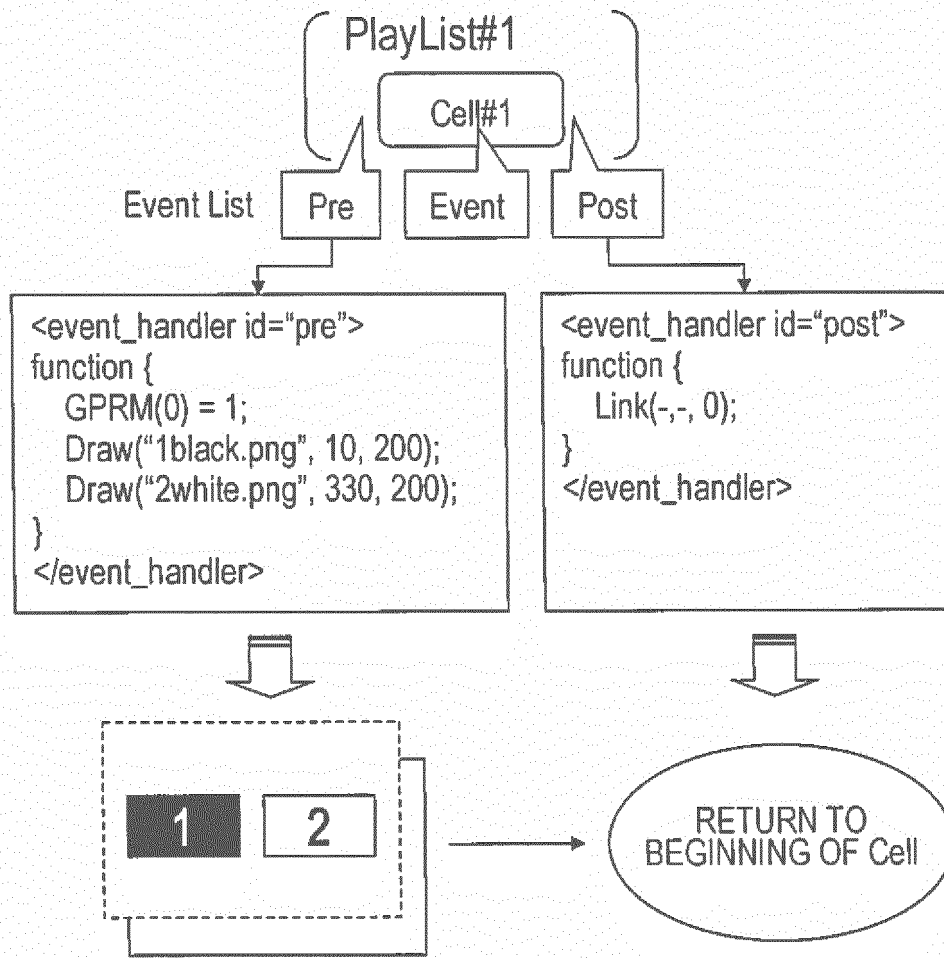 PlayList#1
Cell#1
Event List
Pre
Event
Post
<event_handler id=“pre”>
function {
GPRM(0) = 1;
Draw(“1black.png”, 10, 200);
Draw(“2white.png”, 330, 200);
}
</event_handler>
<event_handler id=“post”>
function {
Link(-,-, 0);
}
</event_handler>
1
2
RETURN TO
BEGINNING OF Cell